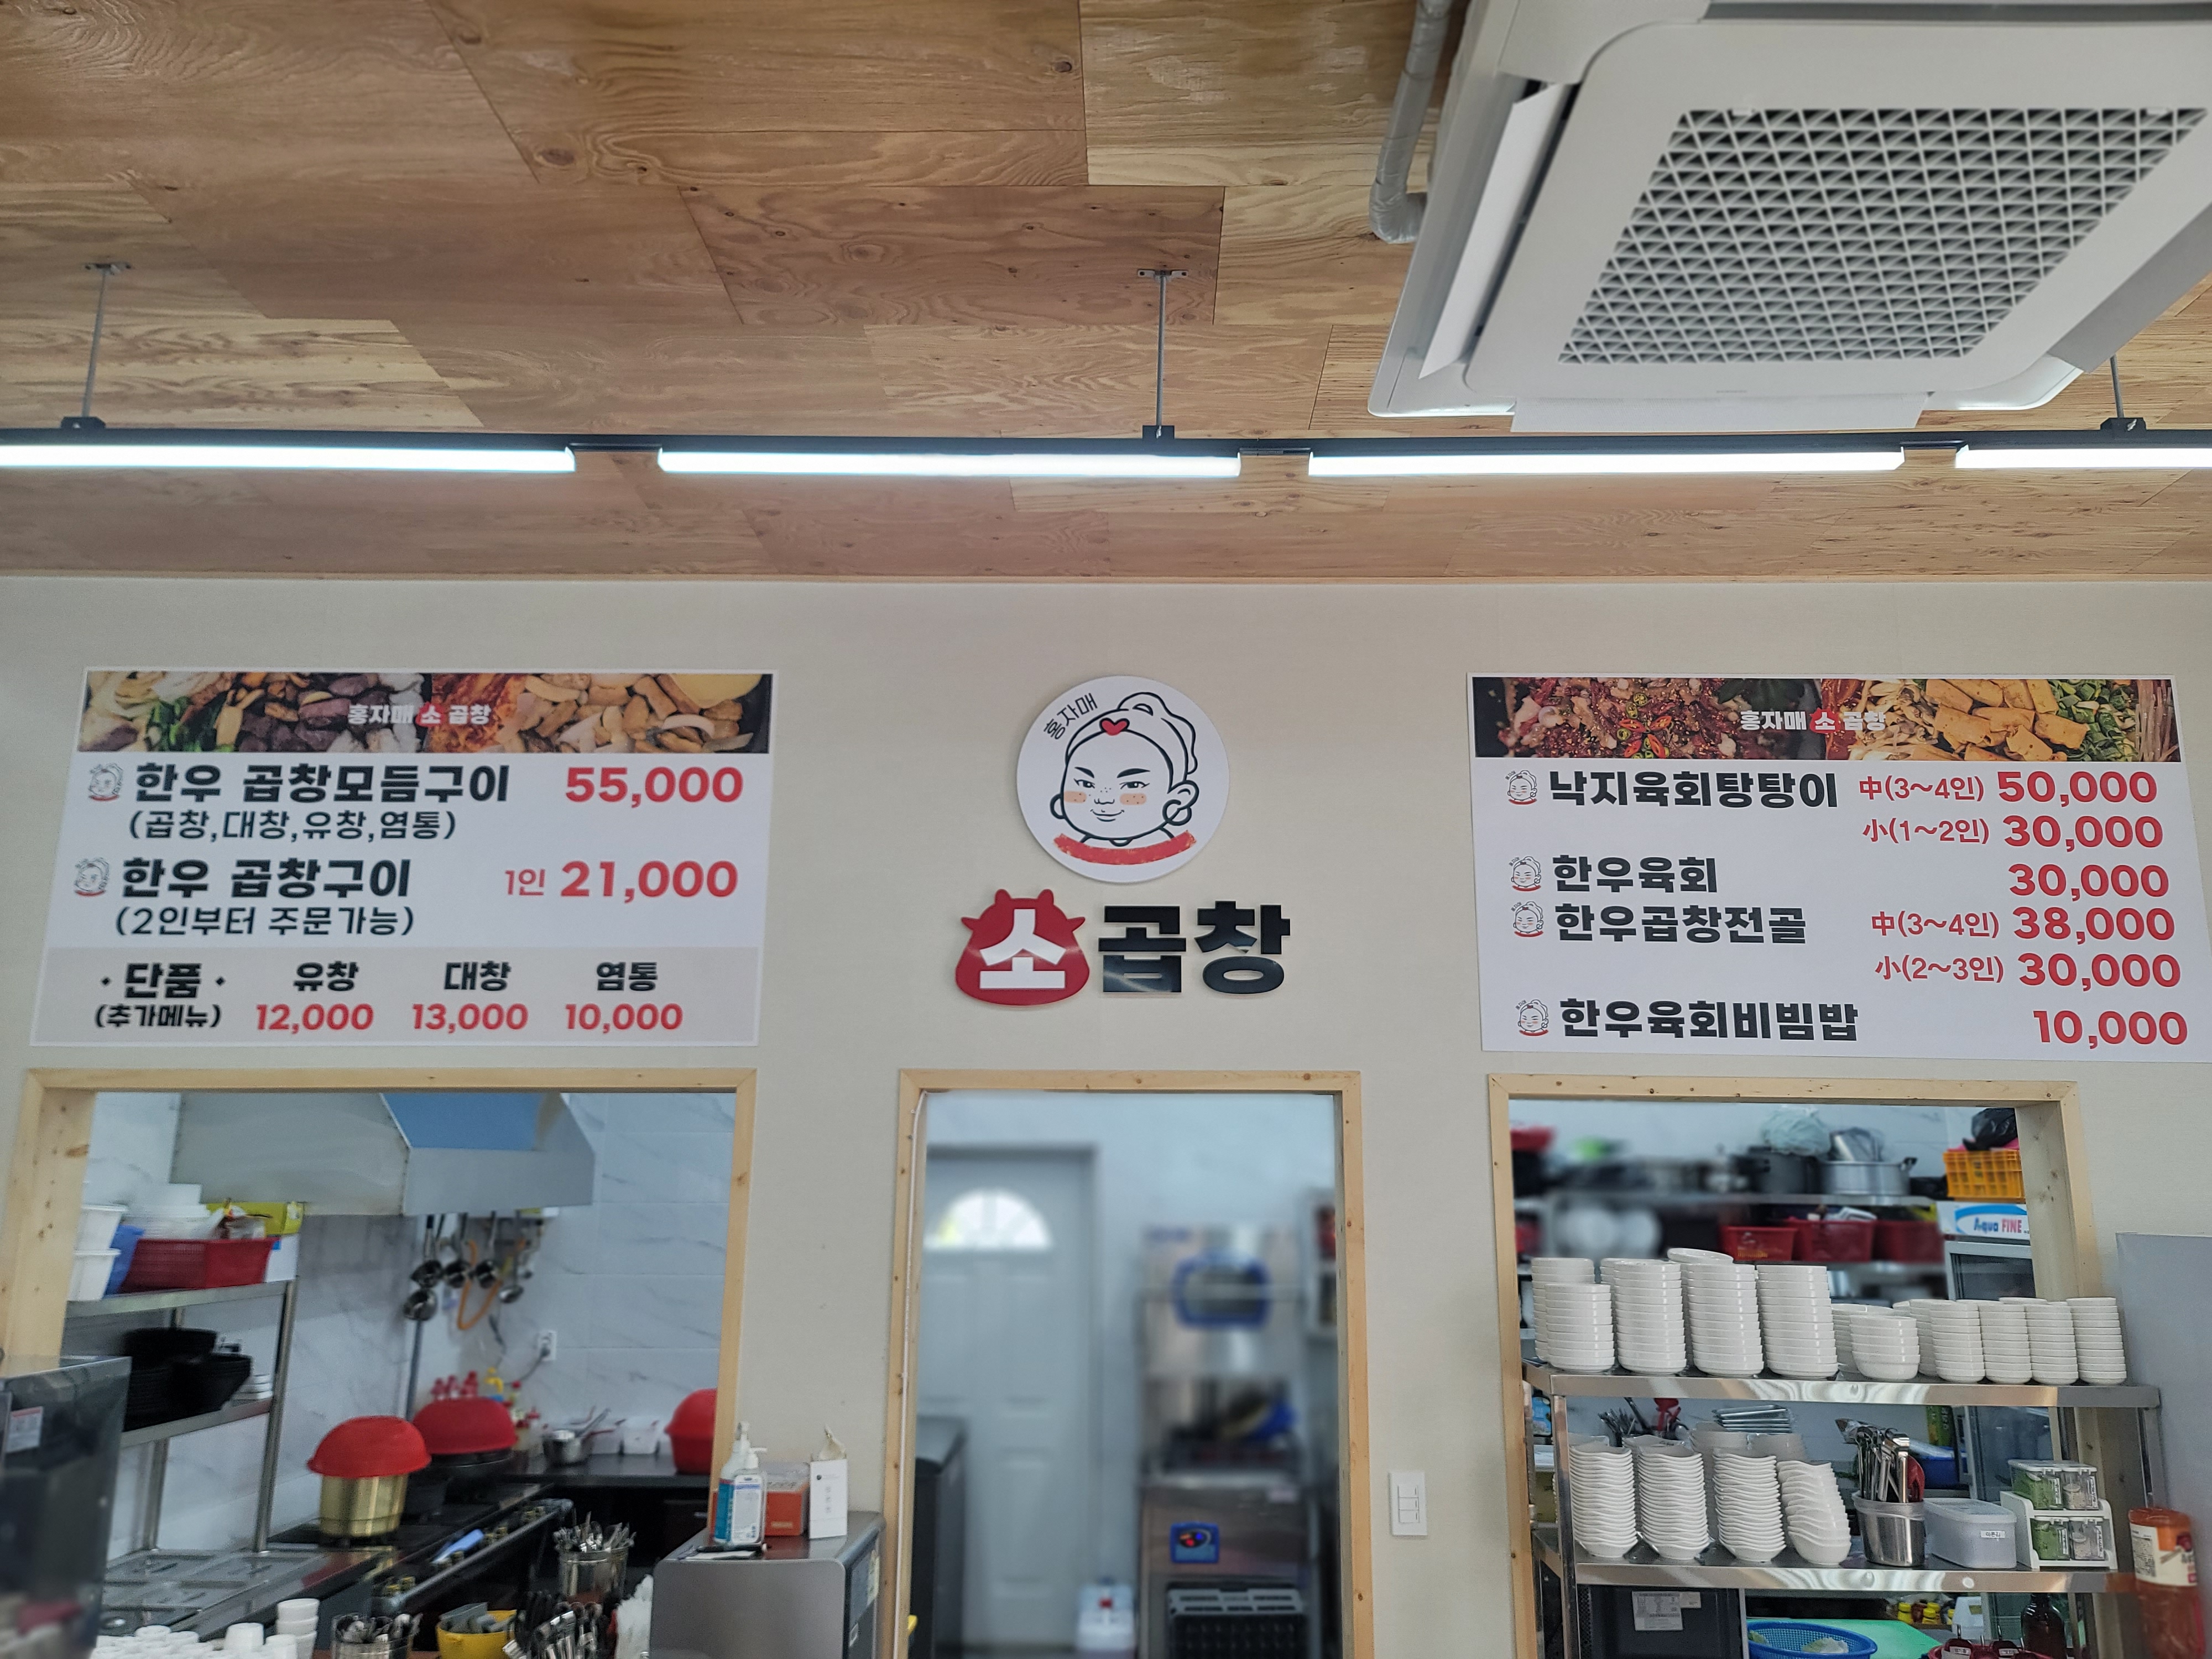 홍자매 소 곱창
한우 곱창모듬구이 55,000
(곱창,대창,유창,염통)
한우 곱창구이 1인 21,000
(2인부터 주문가능)
· 단품 · 유창 대창 염통
(추가메뉴) 12,000 13,000 10,000
홍자매
소곱창
홍자매 소 곱창
낙지육회탕탕이 中(3~4인) 50,000
小(1~2인) 30,000
한우육회 30,000
한우곱창전골 中(3~4인) 38,000
小(2~3인) 30,000
한우육회비빔밥 10,000
Aqua FINE